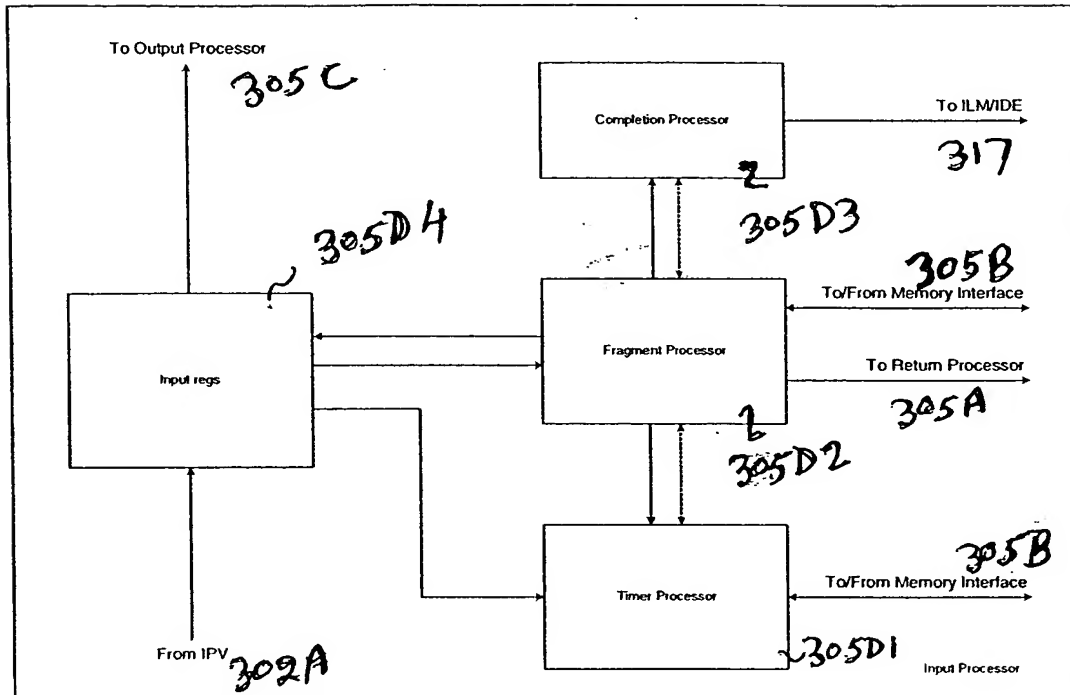 To Output Processor
305C
Completion Processor
To ILM/IDE
317
305D3
305D4
305B
To/From Memory Interface
Input regs
Fragment Processor
To Return Processor
305A
305D2
305B
To/From Memory Interface
Timer Processor
From IPV
302A
305D1
Input Processor